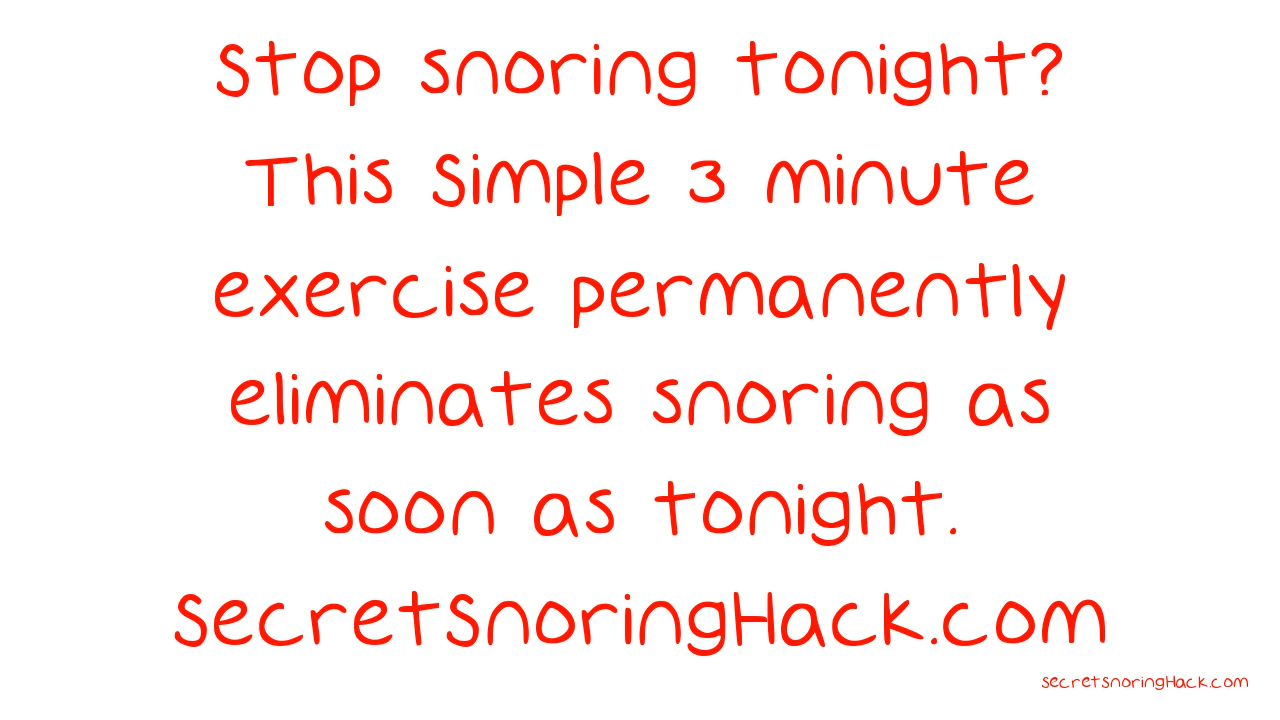 Stop snoring tonight?
This Simple 3 minute
exercise permanently
eliminates snoring as
soon as tonight.
SecretSnoringHack.com
secretsnoringHack.com